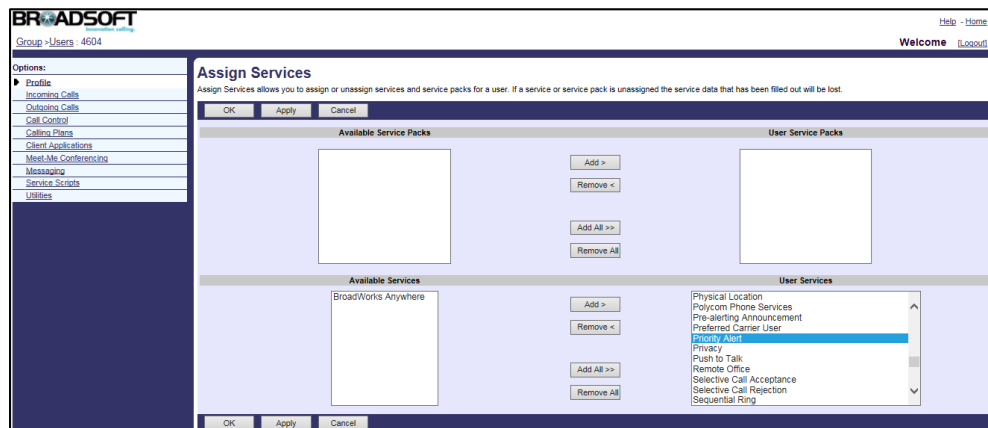 BROADSOFT
innovation calling.
Help - Home
Group >Users : 4604
Welcome [Logout]
Options:
Profile
Incoming Calls
Outgoing Calls
Call Control
Calling Plans
Client Applications
Meet-Me Conferencing
Messaging
Service Scripts
Utilities
Assign Services
Assign Services allows you to assign or unassign services and service packs for a user. If a service or service pack is unassigned the service data that has been filled out will be lost.
OK Apply Cancel
Available Service Packs User Service Packs
Add >
Remove <
Add All >>
Remove All
Available Services User Services
BroadWorks Anywhere
Add >
Remove <
Add All >>
Remove All
Physical Location
Polycom Phone Services
Pre-alerting Announcement
Preferred Carrier User
Priority Alert
Privacy
Push to Talk
Remote Office
Selective Call Acceptance
Selective Call Rejection
Sequential Ring
OK Apply Cancel